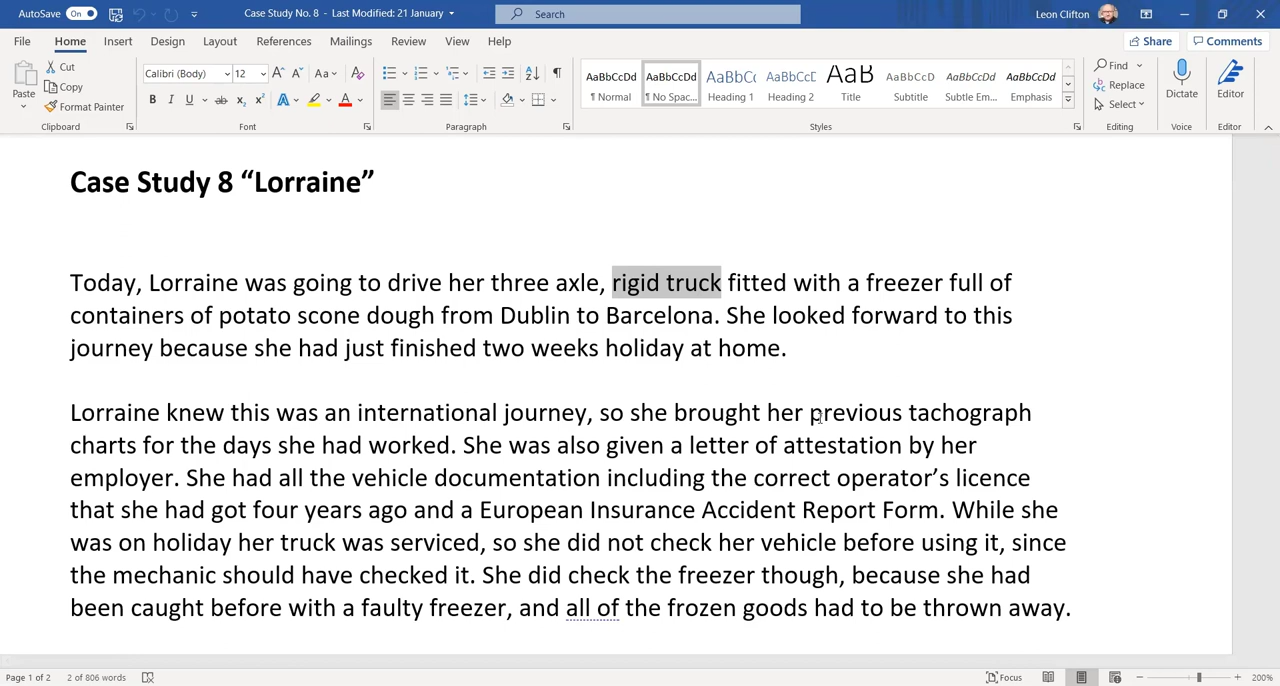 AutoSave On Case Study No. 8 - Last Modified: 21 January Search Leon Clifton
File Home Insert Design Layout References Mailings Review View Help Share Comments
Paste Cut Copy Format Painter Clipboard
Calibri (Body) 12 A A Aa A
B I U ab x₂ x² A A
Font
Paragraph
AaBbCcDd AaBbCcDd AaBbCc AaBbCcE AaB AaBbCcD AaBbCcDd AaBbCcDd
¶ Normal ¶ No Spac... Heading 1 Heading 2 Title Subtitle Subtle Em... Emphasis
Styles
Find
Replace
Select
Editing
Dictate
Voice
Editor
Editor
Case Study 8 “Lorraine”
Today, Lorraine was going to drive her three axle, rigid truck fitted with a freezer full of
containers of potato scone dough from Dublin to Barcelona. She looked forward to this
journey because she had just finished two weeks holiday at home.
Lorraine knew this was an international journey, so she brought her previous tachograph
charts for the days she had worked. She was also given a letter of attestation by her
employer. She had all the vehicle documentation including the correct operator’s licence
that she had got four years ago and a European Insurance Accident Report Form. While she
was on holiday her truck was serviced, so she did not check her vehicle before using it, since
the mechanic should have checked it. She did check the freezer though, because she had
been caught before with a faulty freezer, and all of the frozen goods had to be thrown away.
Page 1 of 2 2 of 806 words Focus 200%